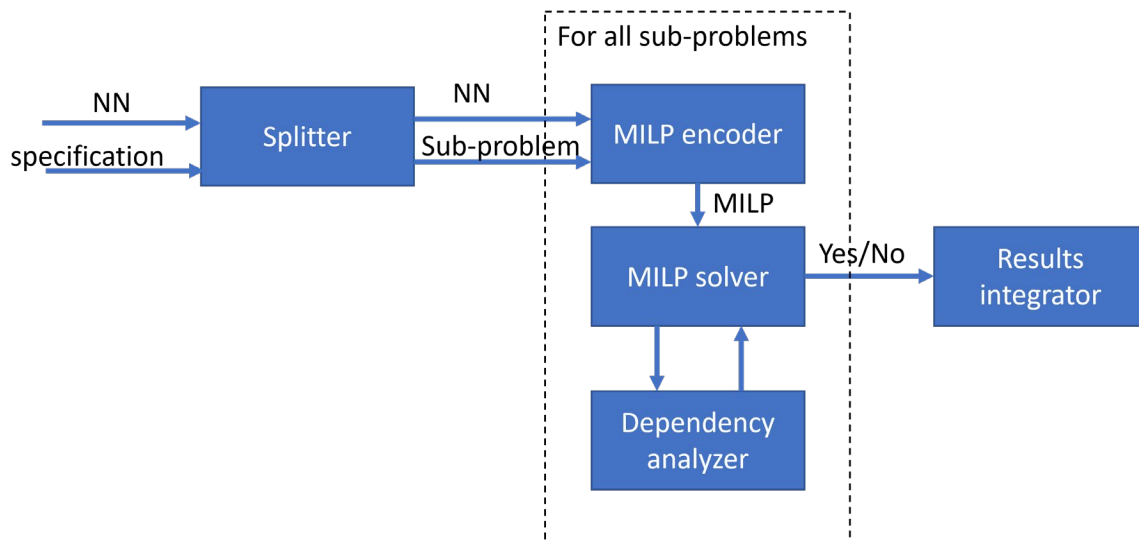 For all sub-problems
NN
specification
Splitter
NN
Sub-problem
MILP encoder
MILP
MILP solver
Yes/No
Results
integrator
Dependency
analyzer